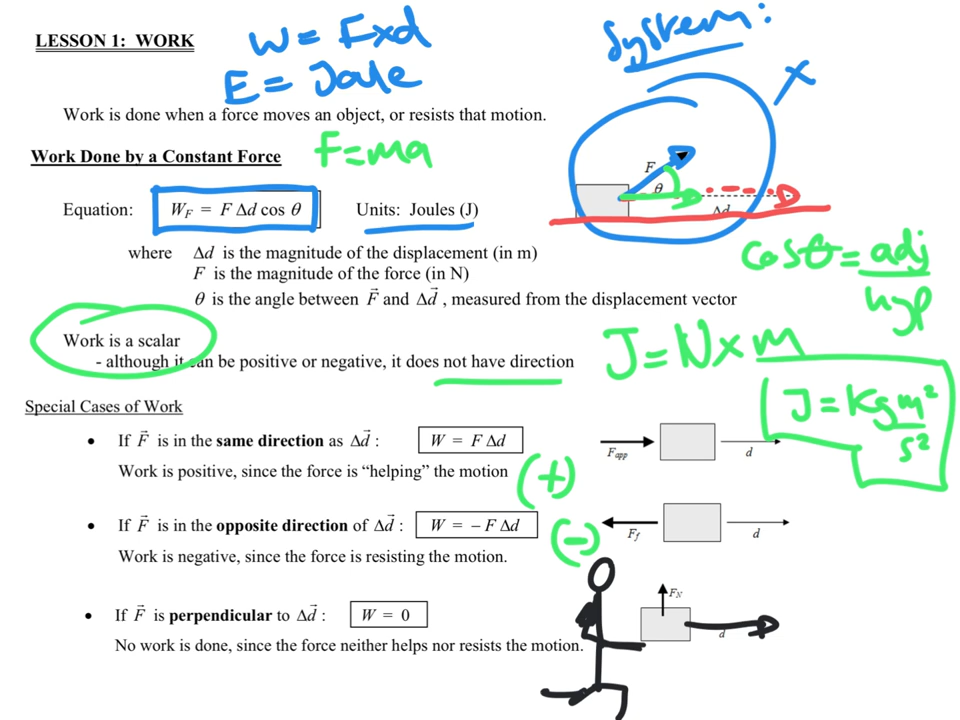 LESSON 1: WORK
W = Fxd
System:
E = Joule
X
Work is done when a force moves an object, or resists that motion.
Work Done by a Constant Force
F=ma
F
θ
Δd
Equation: W_F = F Δd cos θ Units: Joules (J)
where Δd is the magnitude of the displacement (in m)
F is the magnitude of the force (in N)
θ is the angle between F⃗ and Δd⃗ , measured from the displacement vector
cosθ = adj
hyp
Work is a scalar
- although it can be positive or negative, it does not have direction
J = N x m
J = Kgm²
s²
Special Cases of Work
• If F⃗ is in the same direction as Δd⃗ : W = F Δd
F_app
d
Work is positive, since the force is “helping” the motion
(+)
• If F⃗ is in the opposite direction of Δd⃗ : W = – F Δd
(-)
F_f
d
Work is negative, since the force is resisting the motion.
F_N
• If F⃗ is perpendicular to Δd⃗ : W = 0
d
No work is done, since the force neither helps nor resists the motion.